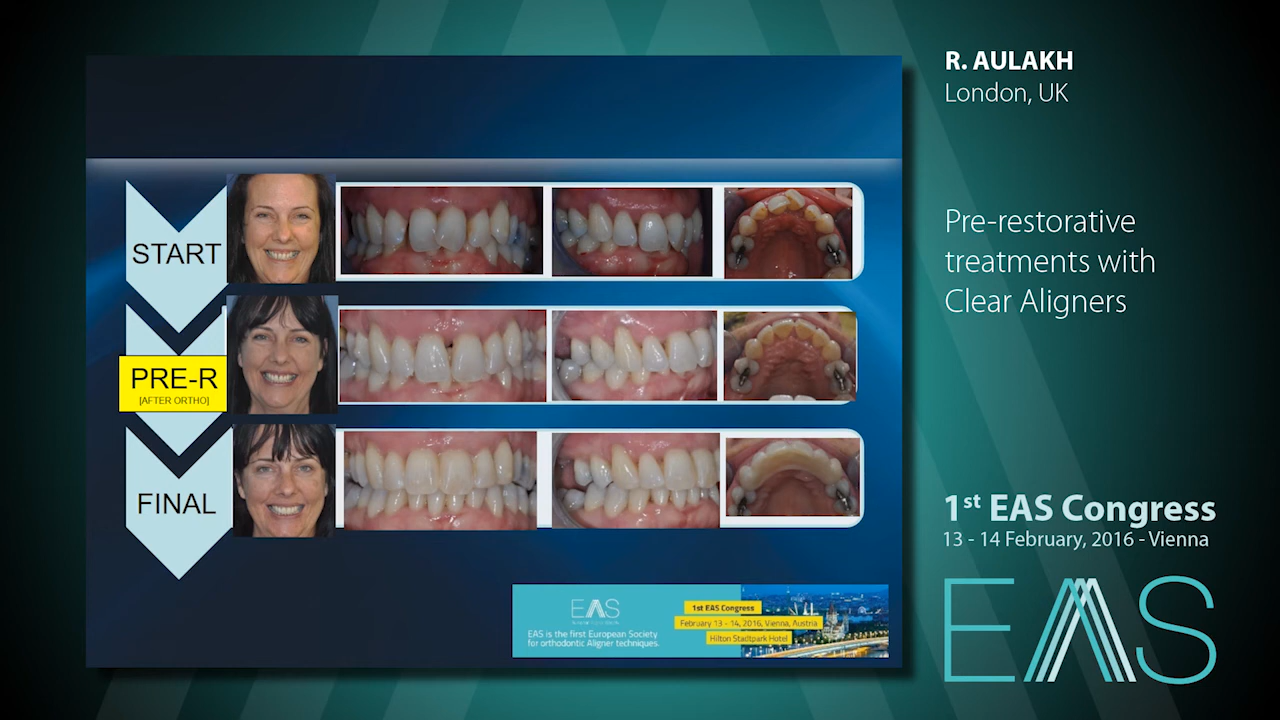 R. AULAKH
London, UK
Pre-restorative
treatments with
Clear Aligners
START
PRE-R
[AFTER ORTHO]
FINAL
EAS
EAS is the first European Society
for orthodontic Aligner techniques.
1st EAS Congress
February 13 - 14, 2016, Vienna, Austria
Hilton Stadtpark Hotel
1st EAS Congress
13 - 14 February, 2016 - Vienna
EAS